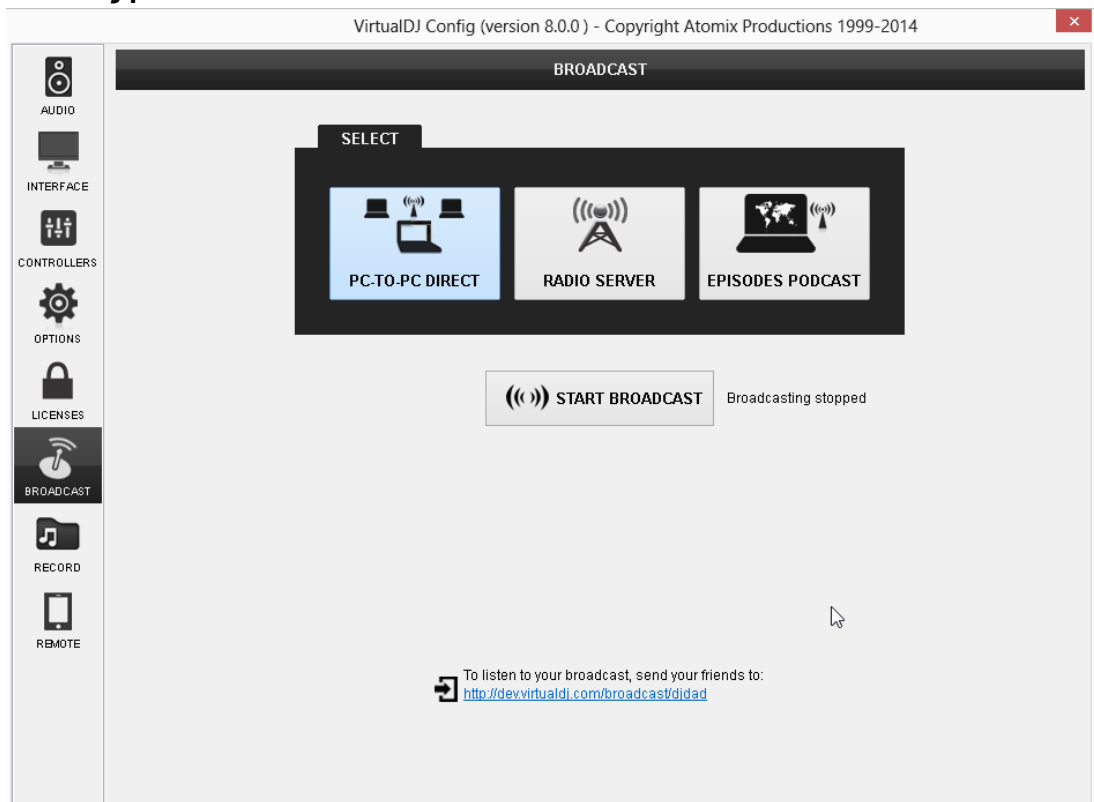 VirtualDJ Config (version 8.0.0 ) - Copyright Atomix Productions 1999-2014
BROADCAST
AUDIO
INTERFACE
CONTROLLERS
OPTIONS
LICENSES
BROADCAST
RECORD
REMOTE
SELECT
PC-TO-PC DIRECT
RADIO SERVER
EPISODES PODCAST
START BROADCAST
Broadcasting stopped
To listen to your broadcast, send your friends to:
http://dev.virtualdj.com/broadcast/djdad